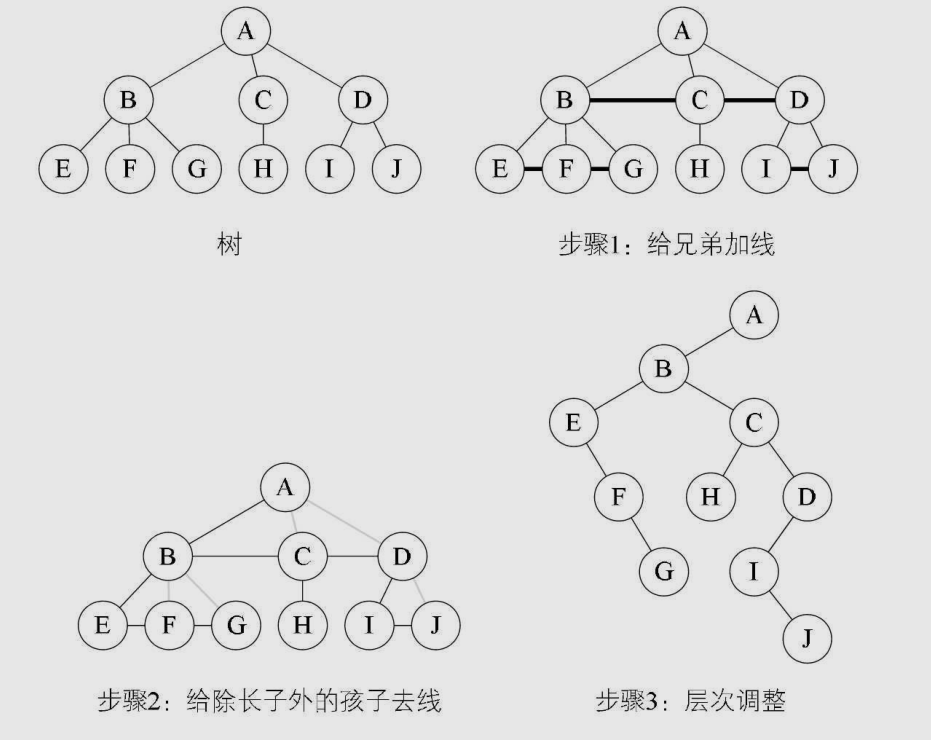 A
B C D
E F G H I J
树
A
B C D
E F G H I J
步骤1：给兄弟加线
A
B C D
E F G H I J
步骤2：给除长子外的孩子去线
A
B
E C
F H D
G I
J
步骤3：层次调整